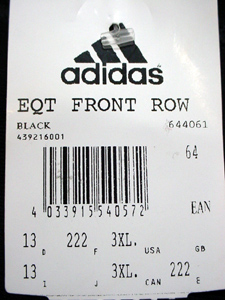 adidas
EQT FRONT ROW
BLACK 644061
439216001
64
4 033915 540572 EAN
13 D 222 F 3XL. USA GB
13 I J 3XL. CAN 222 E